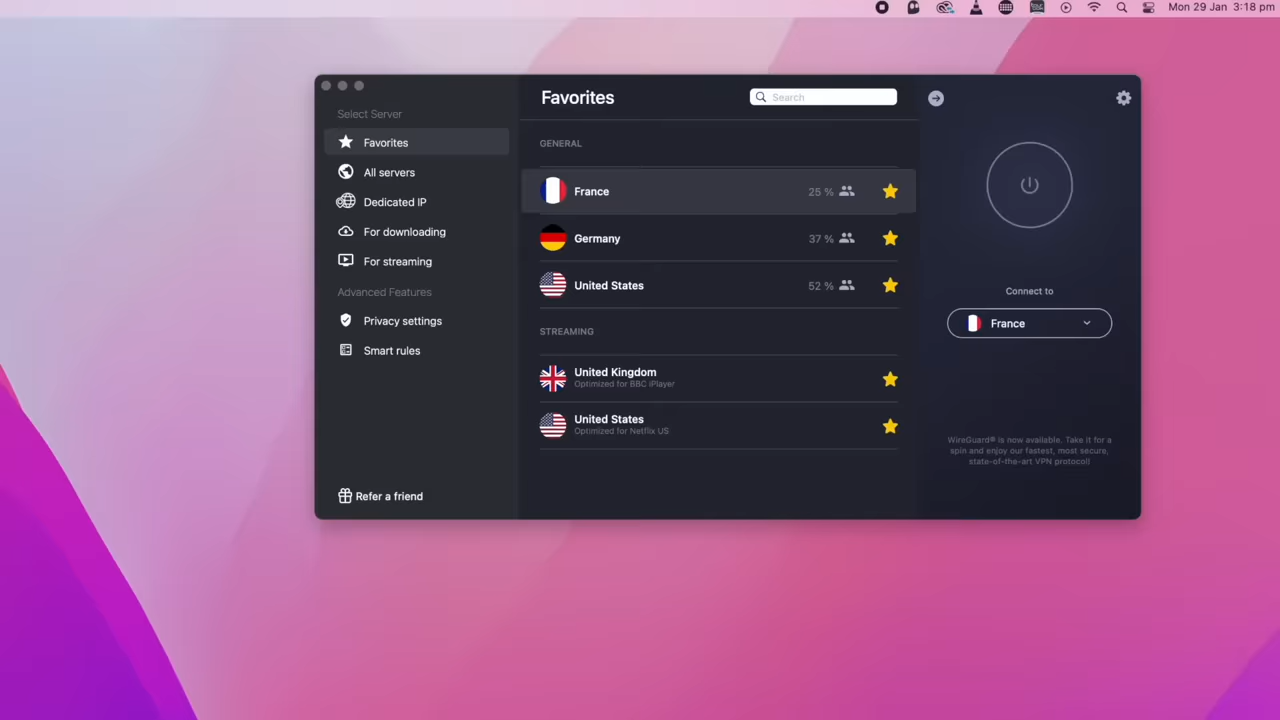 Mon 29 Jan 3:18 pm
Select Server
Favorites
All servers
Dedicated IP
For downloading
For streaming
Advanced Features
Privacy settings
Smart rules
Refer a friend
Favorites
Search
GENERAL
France 25 %
Germany 37 %
United States 52 %
STREAMING
United Kingdom
Optimized for BBC iPlayer
United States
Optimized for Netflix US
Connect to
France
WireGuard® is now available. Take it for a
spin and enjoy our fastest, most secure,
state-of-the-art VPN protocol!